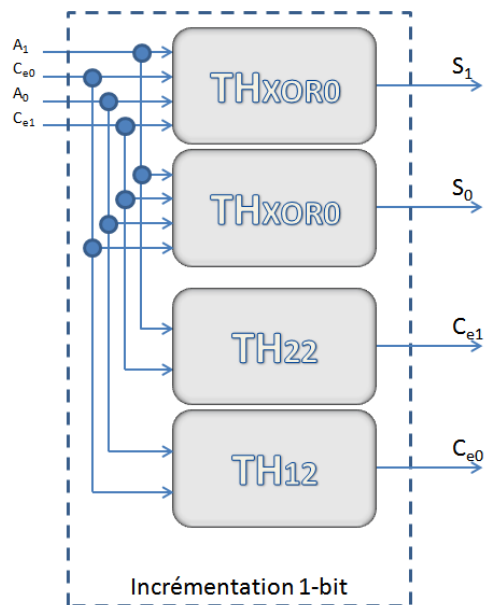 A1
Ce0
A0
Ce1
THXOR0
S1
THXOR0
S0
TH22
Ce1
TH12
Ce0
Incrémentation 1-bit